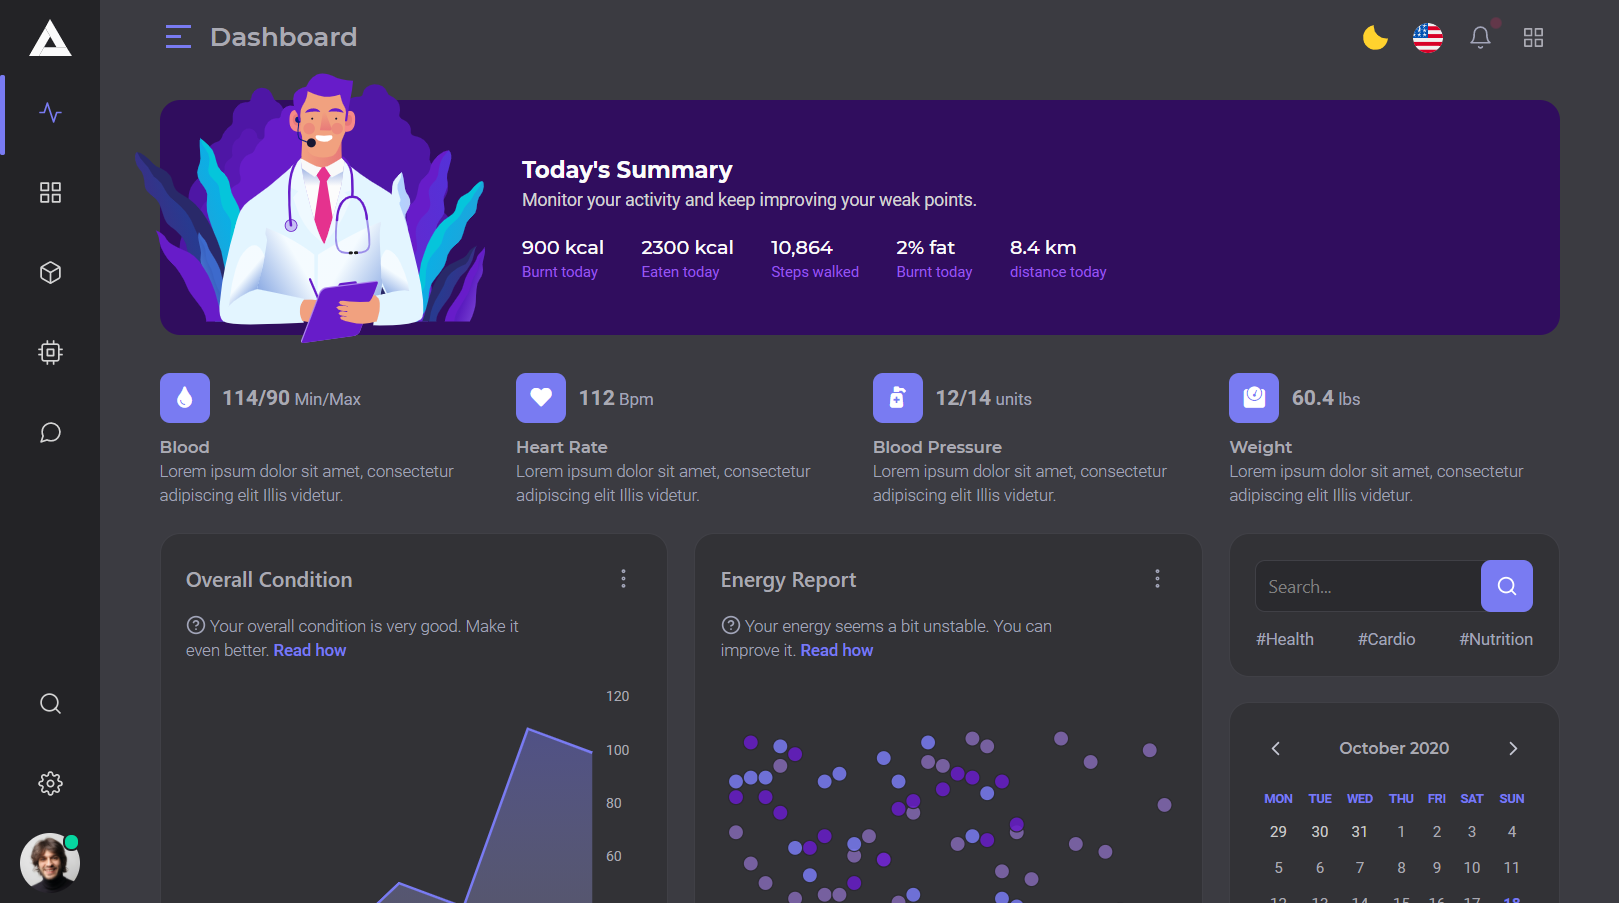 Dashboard
Today's Summary
Monitor your activity and keep improving your weak points.
900 kcal 2300 kcal 10,864 2% fat 8.4 km
Burnt today Eaten today Steps walked Burnt today distance today
114/90 Min/Max
Blood
Lorem ipsum dolor sit amet, consectetur
adipiscing elit Illis videtur.
112 Bpm
Heart Rate
Lorem ipsum dolor sit amet, consectetur
adipiscing elit Illis videtur.
12/14 units
Blood Pressure
Lorem ipsum dolor sit amet, consectetur
adipiscing elit Illis videtur.
60.4 lbs
Weight
Lorem ipsum dolor sit amet, consectetur
adipiscing elit Illis videtur.
Overall Condition
Your overall condition is very good. Make it
even better. Read how
120
100
80
60
Energy Report
Your energy seems a bit unstable. You can
improve it. Read how
Search...
#Health #Cardio #Nutrition
October 2020
MON TUE WED THU FRI SAT SUN
29 30 31 1 2 3 4
5 6 7 8 9 10 11
12 13 14 15 16 17 18